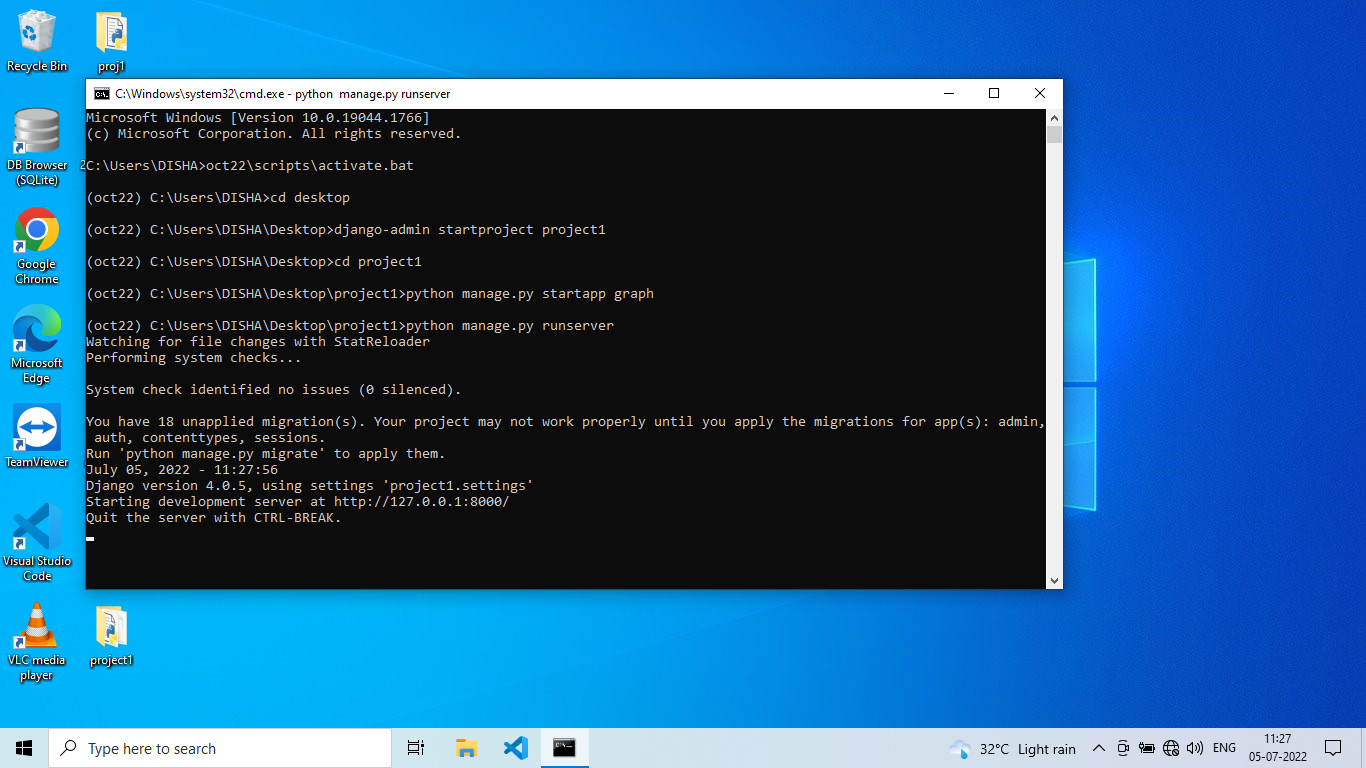 Recycle Bin
proj1
DB Browser
(SQLite)
2
Google
Chrome
Microsoft
Edge
TeamViewer
Visual Studio
Code
VLC media
player
project1
C:\Windows\system32\cmd.exe - python  manage.py runserver
Microsoft Windows [Version 10.0.19044.1766]
(c) Microsoft Corporation. All rights reserved.
C:\Users\DISHA>oct22\scripts\activate.bat
(oct22) C:\Users\DISHA>cd desktop
(oct22) C:\Users\DISHA\Desktop>django-admin startproject project1
(oct22) C:\Users\DISHA\Desktop>cd project1
(oct22) C:\Users\DISHA\Desktop\project1>python manage.py startapp graph
(oct22) C:\Users\DISHA\Desktop\project1>python manage.py runserver
Watching for file changes with StatReloader
Performing system checks...
System check identified no issues (0 silenced).
You have 18 unapplied migration(s). Your project may not work properly until you apply the migrations for app(s): admin,
 auth, contenttypes, sessions.
Run 'python manage.py migrate' to apply them.
July 05, 2022 - 11:27:56
Django version 4.0.5, using settings 'project1.settings'
Starting development server at http://127.0.0.1:8000/
Quit the server with CTRL-BREAK.
Type here to search
32°C  Light rain
ENG
11:27
05-07-2022